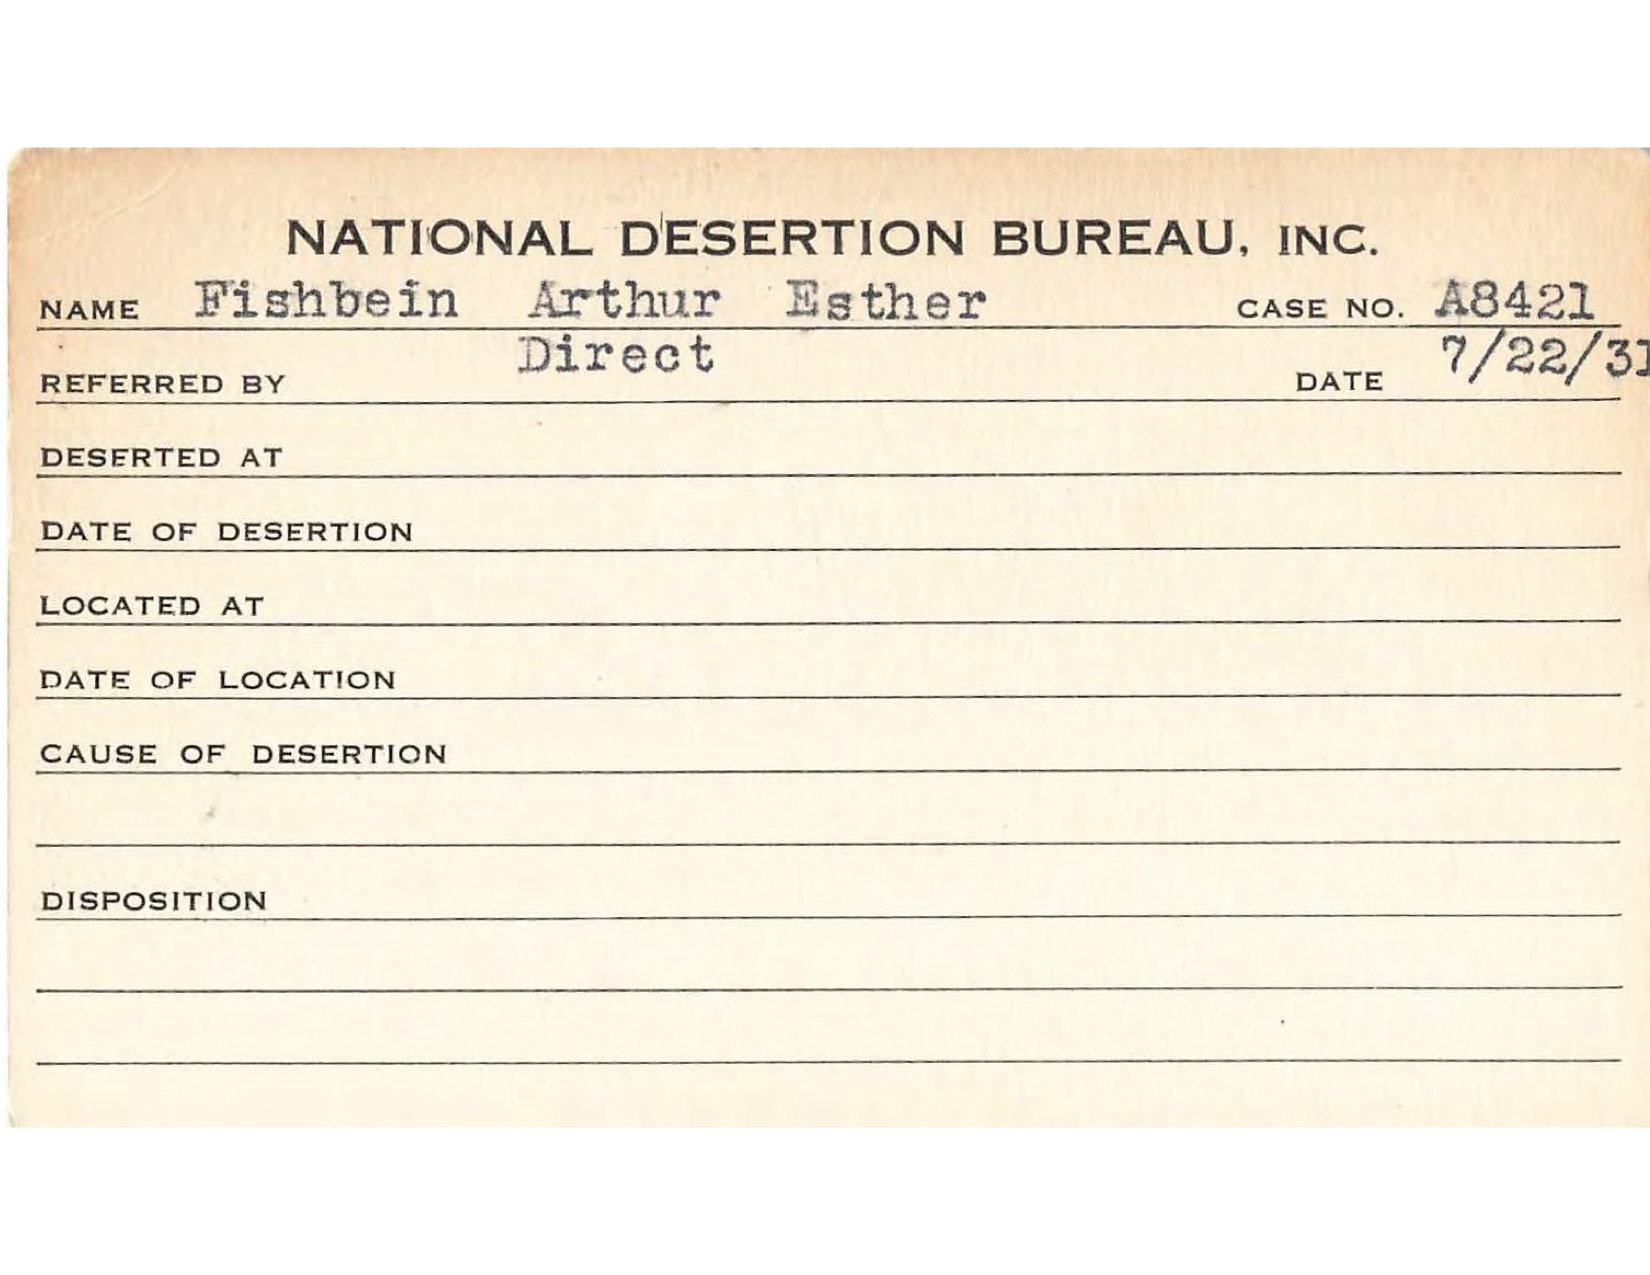 NATIONAL DESERTION BUREAU, INC.
NAME Fishbein Arthur Esther CASE NO. A8421
REFERRED BY Direct DATE 7/22/31
DESERTED AT
DATE OF DESERTION
LOCATED AT
DATE OF LOCATION
CAUSE OF DESERTION
DISPOSITION